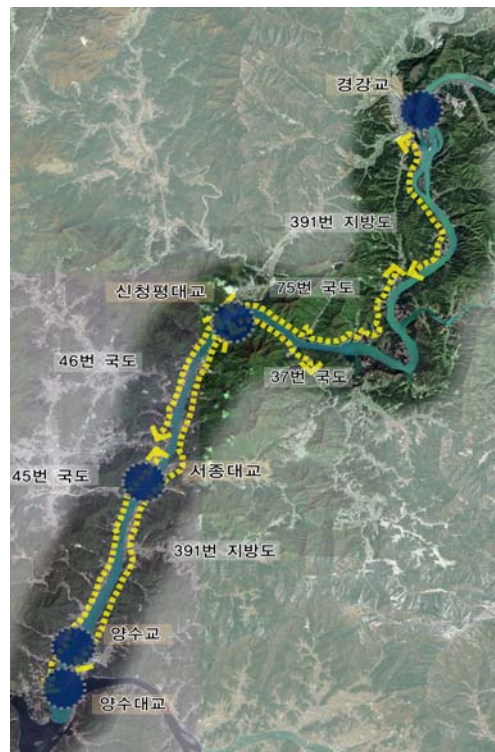 경강교
391번 지방도
75번 국도
신청평대교
46번 국도
37번 국도
서종대교
45번 국도
391번 지방도
양수교
양수대교